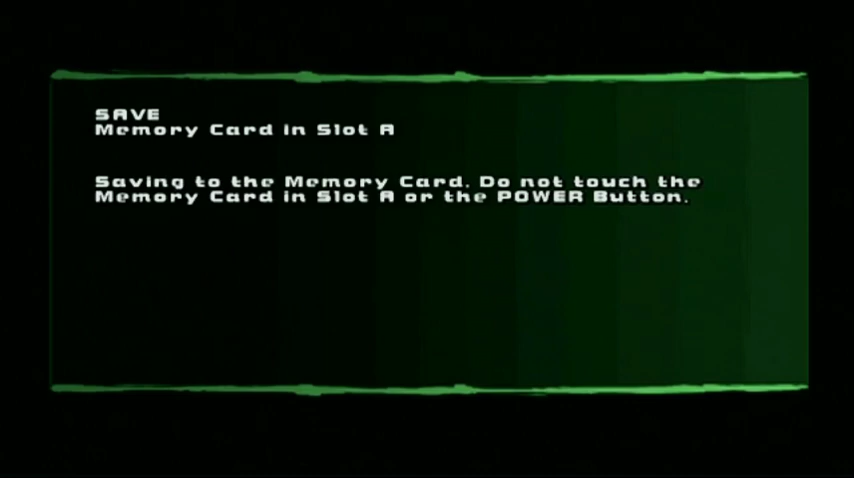 SAVE
Memory Card in Slot A
Saving to the Memory Card. Do not touch the
Memory Card in Slot A or the POWER Button.